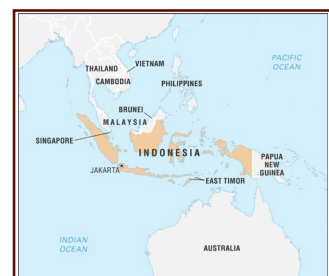 PACIFIC
OCEAN
VIETNAM
THAILAND
CAMBODIA
PHILIPPINES
BRUNEI
MALAYSIA
SINGAPORE
INDONESIA
PAPUA
NEW
GUINEA
JAKARTA
EAST TIMOR
INDIAN
OCEAN
AUSTRALIA